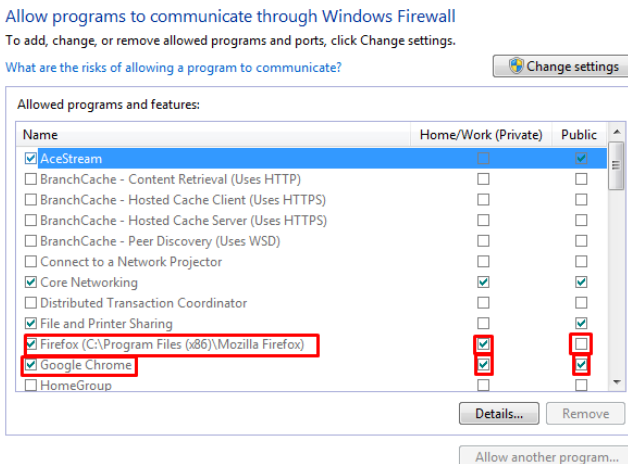 Allow programs to communicate through Windows Firewall
To add, change, or remove allowed programs and ports, click Change settings.
What are the risks of allowing a program to communicate? Change settings
Allowed programs and features:
Name Home/Work (Private) Public
AceStream
BranchCache - Content Retrieval (Uses HTTP)
BranchCache - Hosted Cache Client (Uses HTTPS)
BranchCache - Hosted Cache Server (Uses HTTPS)
BranchCache - Peer Discovery (Uses WSD)
Connect to a Network Projector
Core Networking
Distributed Transaction Coordinator
File and Printer Sharing
Firefox (C:\Program Files (x86)\Mozilla Firefox)
Google Chrome
HomeGroup
Details... Remove
Allow another program...